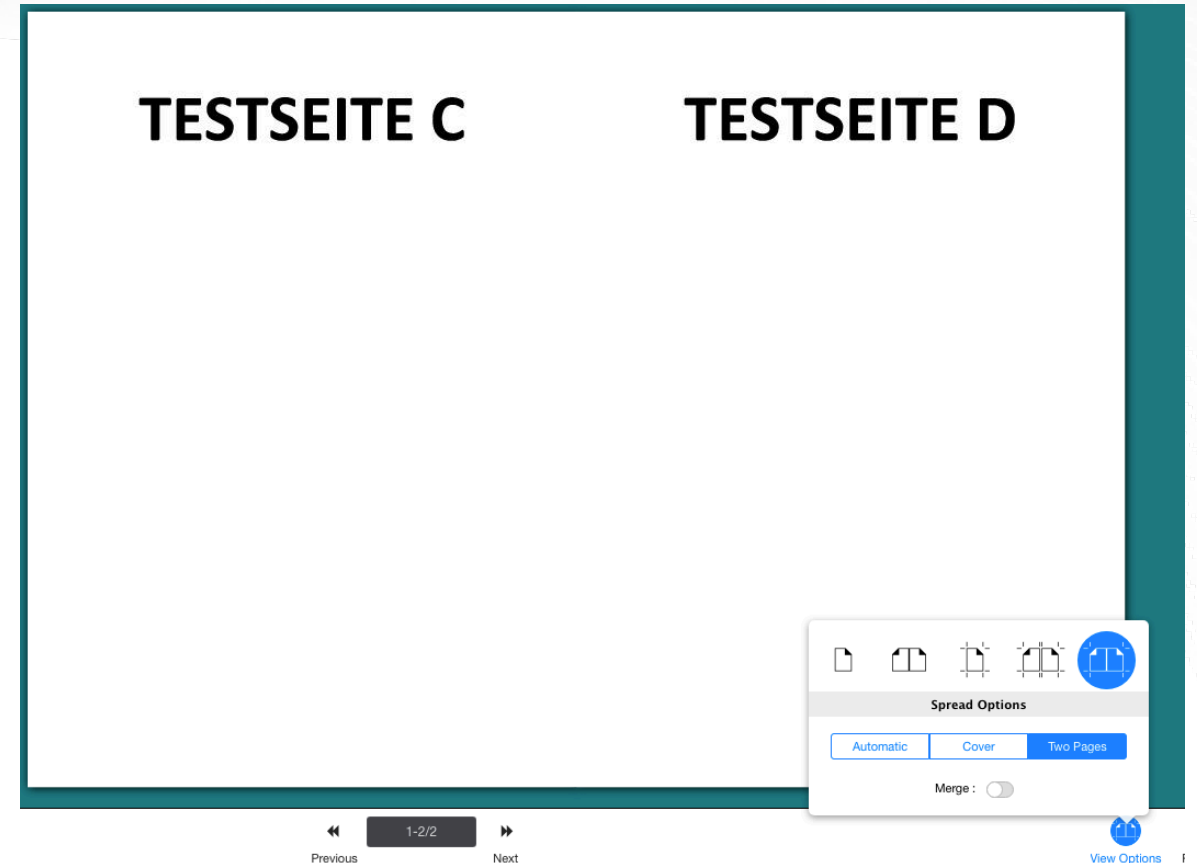 TESTSEITE C TESTSEITE D
Spread Options
Automatic Cover Two Pages
Merge :
1-2/2
Previous Next View Options